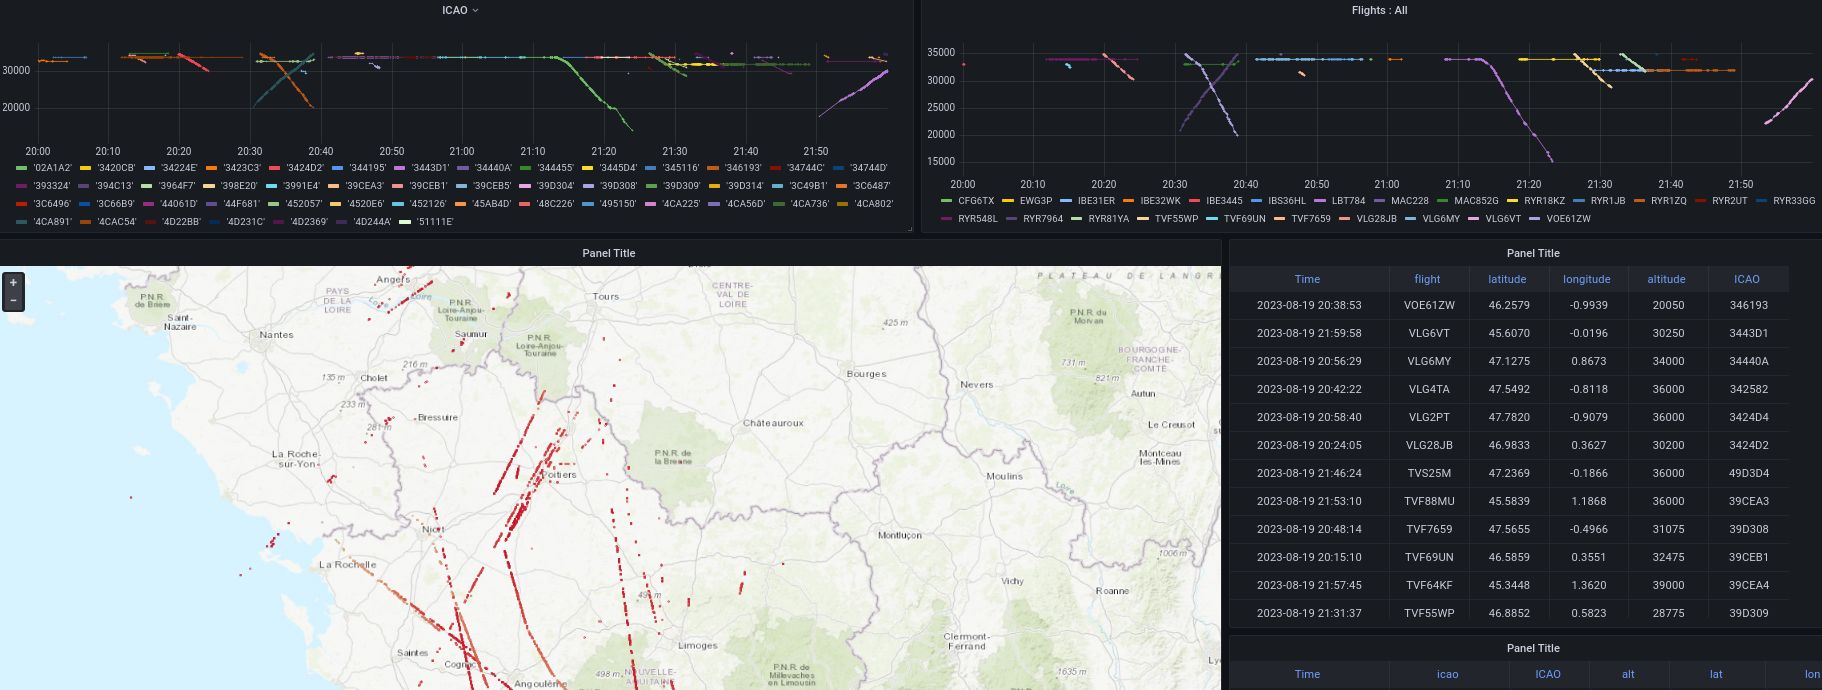 ICAO
30000
20000
20:00 20:10 20:20 20:30 20:40 20:50 21:00 21:10 21:20 21:30 21:40 21:50
'02A1A2' '3420CB' '34224E' '3423C3' '3424D2' '344195' '3443D1' '34440A' '344455' '3445D4' '345116' '346193' '34744C' '34744D'
'393324' '394C13' '3964F7' '398E20' '3991E4' '39CEA3' '39CEB1' '39CEB5' '39D304' '39D308' '39D309' '39D314' '3C49B1' '3C6487'
'3C6496' '3C66B9' '44061D' '44F681' '452057' '4520E6' '452126' '45AB4D' '48C226' '495150' '4CA225' '4CA56D' '4CA736' '4CA802'
'4CA891' '4CAC54' '4D22BB' '4D231C' '4D2369' '4D244A' '51111E'
Flights : All
35000
30000
25000
20000
15000
20:00 20:10 20:20 20:30 20:40 20:50 21:00 21:10 21:20 21:30 21:40 21:50
CFG6TX EWG3P IBE31ER IBE32WK IBE3445 IBS36HL LBT784 MAC228 MAC852G RYR18KZ RYR1JB RYR1ZQ RYR2UT RYR33GG
RYR548L RYR7964 RYR81YA TVF55WP TVF69UN TVF7659 VLG28JB VLG6MY VLG6VT VOE61ZW
Panel Title
+
−
P.N.R.
de Brière
Saint-
Nazaire
Nantes
PAYS
DE LA
LOIRE
Angers
Loire
P.N.R.
Loire-Anjou-
Touraine
Saumur
Tours
CENTRE-
VAL DE
LOIRE
PLATEAU DE LANGR
425 m
P.N.R. du
Morvan
P.N.R.
Loire-Anjou-
Touraine
216 m
135 m
Cholet
233 m
281 m
Bressuire
Bourges
Nevers
731 m
821 m
BOURGOGNE-
FRANCHE-
COMTÉ
Autun
Le Creusot
Châteauroux
P.N.R. de
la Brenne
La Roche-
sur-Yon
Poitiers
Moulins
Loire
Montceau
les-Mines
Niort
Montluçon
1006 m
La Rochelle
Vichy
Roanne
Limoges
Clermont-
Ferrand
Saintes
Cognac
Angoulême
498 m
NOUVELLE-
AQUITAINE
P.N.R. de
Millevaches
en Limousin
1635 m
Panel Title
Time flight latitude longitude altitude ICAO
2023-08-19 20:38:53 VOE61ZW 46.2579 -0.9939 20050 346193
2023-08-19 21:59:58 VLG6VT 45.6070 -0.0196 30250 3443D1
2023-08-19 20:56:29 VLG6MY 47.1275 0.8673 34000 34440A
2023-08-19 20:42:22 VLG4TA 47.5492 -0.8118 36000 342582
2023-08-19 20:58:40 VLG2PT 47.7820 -0.9079 36000 3424D4
2023-08-19 20:24:05 VLG28JB 46.9833 0.3627 30200 3424D2
2023-08-19 21:46:24 TVS25M 47.2369 -0.1866 36000 49D3D4
2023-08-19 21:53:10 TVF88MU 45.5839 1.1868 36000 39CEA3
2023-08-19 20:48:14 TVF7659 47.5655 -0.4966 31075 39D308
2023-08-19 20:15:10 TVF69UN 46.5859 0.3551 32475 39CEB1
2023-08-19 21:57:45 TVF64KF 45.3448 1.3620 39000 39CEA4
2023-08-19 21:31:37 TVF55WP 46.8852 0.5823 28775 39D309
Panel Title
Time icao ICAO alt lat lon